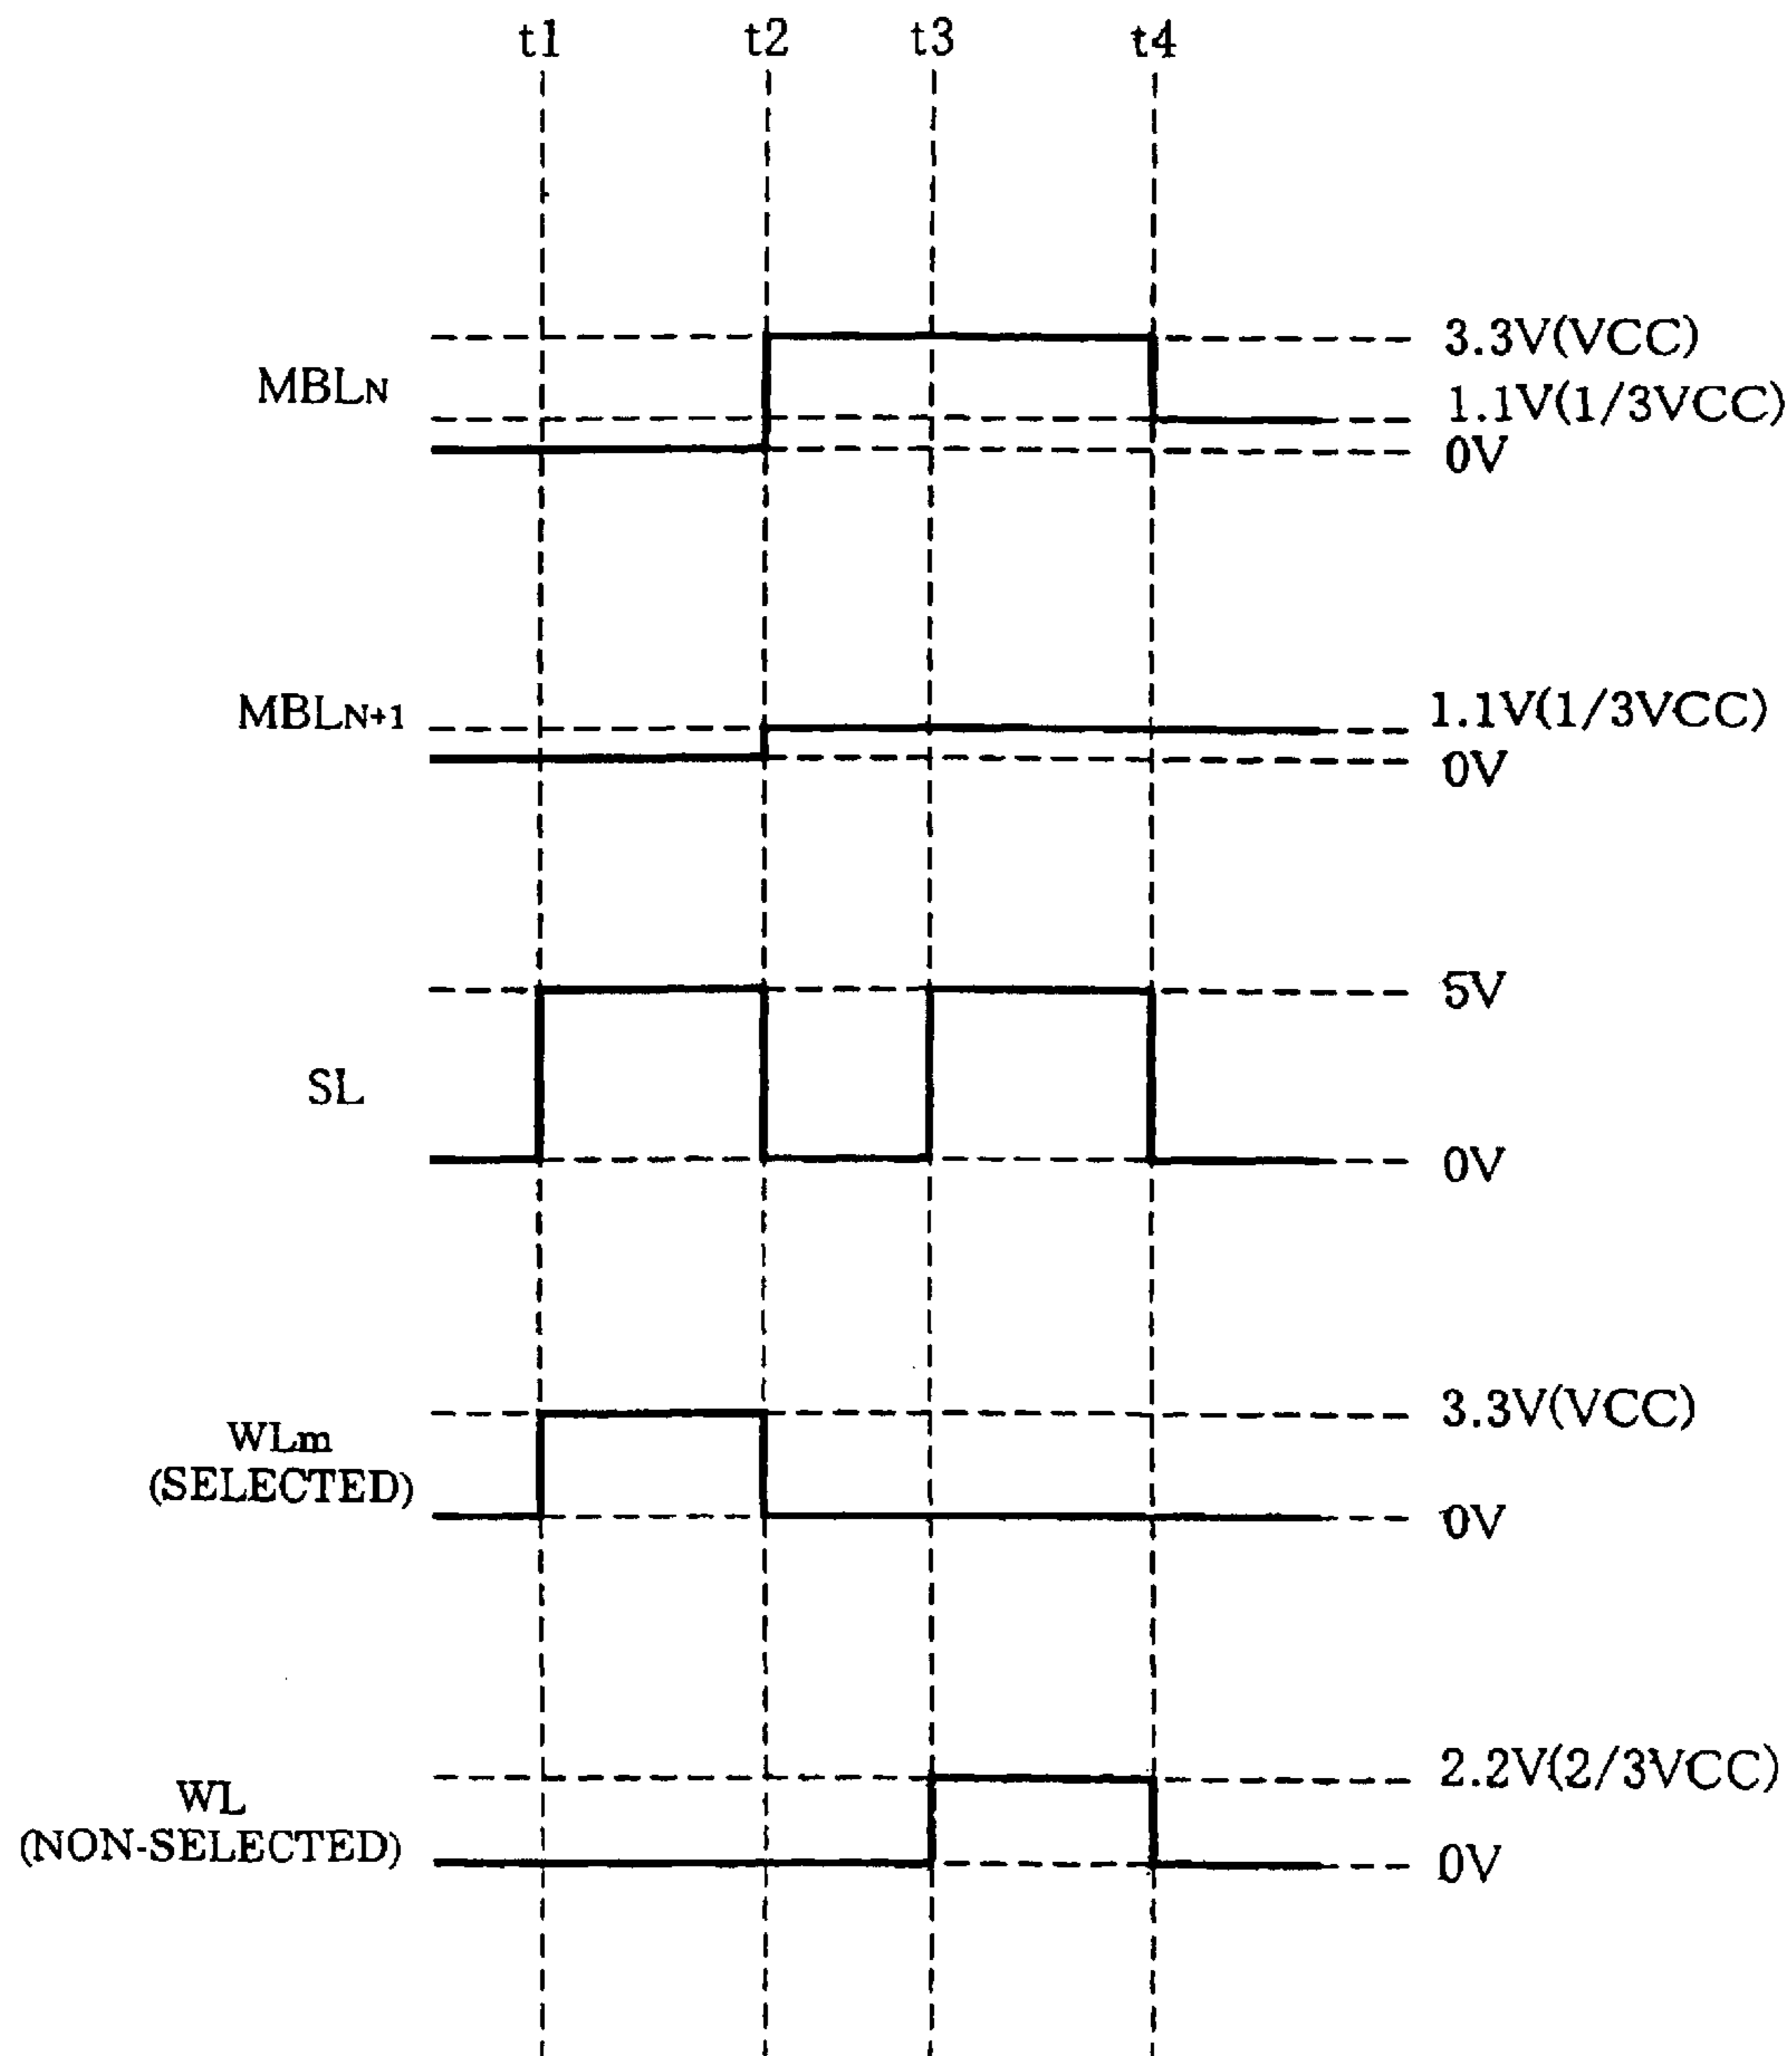 t1 t2 t3 t4
MBLN
3.3V(VCC)
1.1V(1/3VCC)
0V
MBLN+1
1.1V(1/3VCC)
0V
SL
5V
0V
WLm
(SELECTED)
3.3V(VCC)
0V
WL
(NON-SELECTED)
2.2V(2/3VCC)
0V